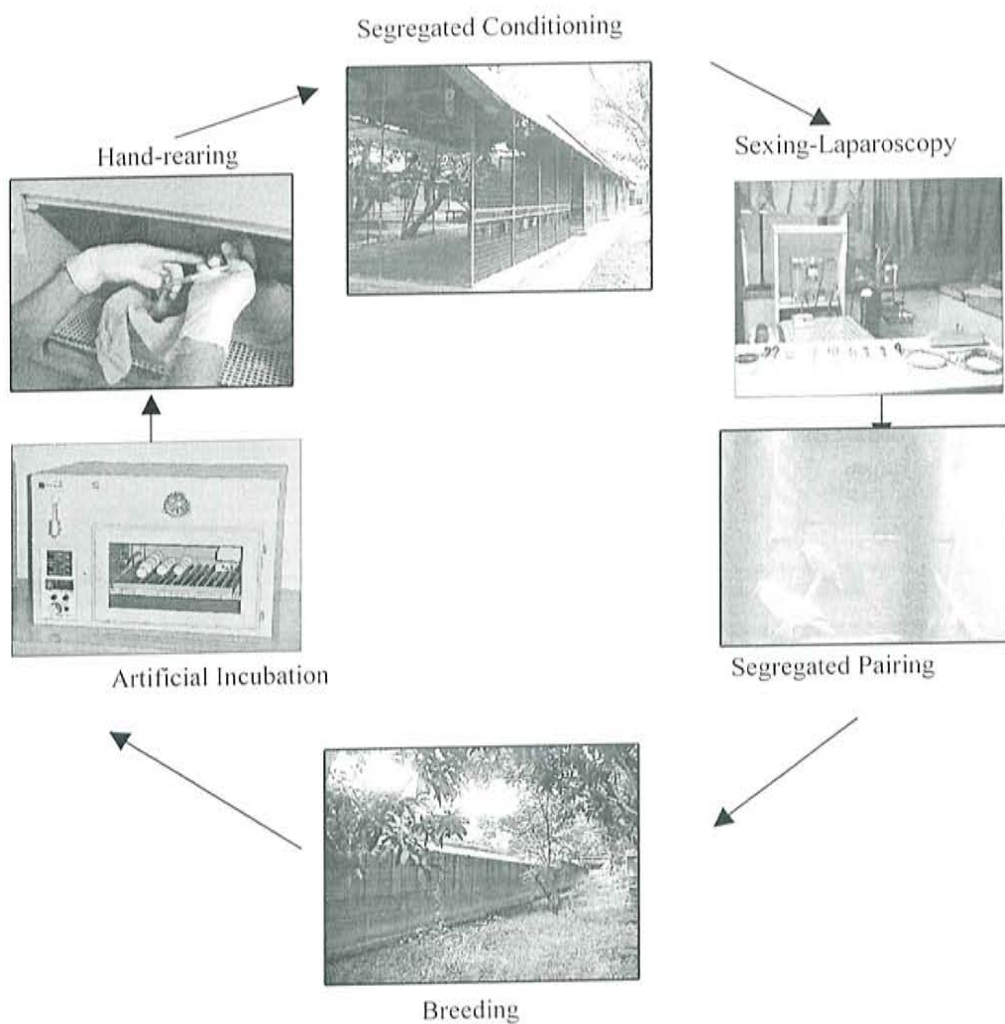 Segregated Conditioning
Hand-rearing
Sexing-Laparoscopy
Artificial Incubation
Segregated Pairing
Breeding